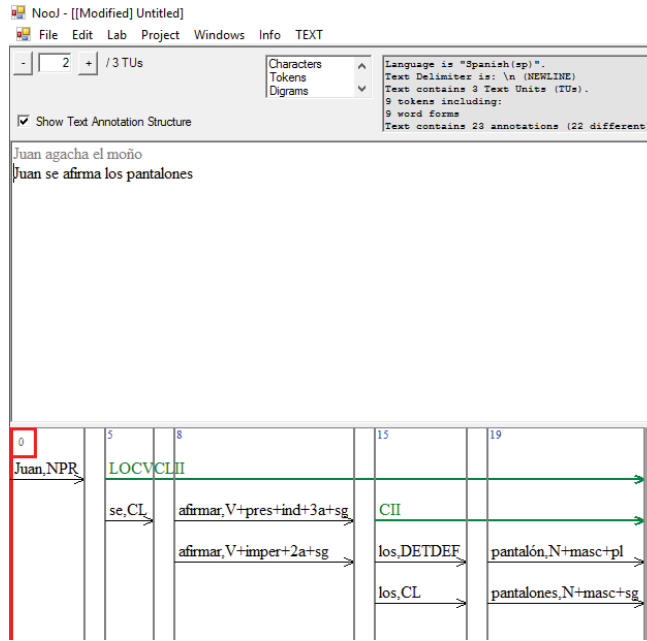 NooJ - [[Modified] Untitled]
File Edit Lab Project Windows Info TEXT
- 2 + / 3 TUs
Characters
Tokens
Digrams
Language is "Spanish(sp)".
Text Delimiter is: \n (NEWLINE)
Text contains 3 Text Units (TUs).
9 tokens including:
9 word forms
Text contains 23 annotations (22 different
Show Text Annotation Structure
Juan agacha el moño
Juan se afirma los pantalones
0 5 8 15 19
Juan,NPR LOCVCLII
se,CL afirmar,V+pres+ind+3a+sg CII
afirmar,V+imper+2a+sg los,DETDEF pantalón,N+masc+pl
los,CL pantalones,N+masc+sg